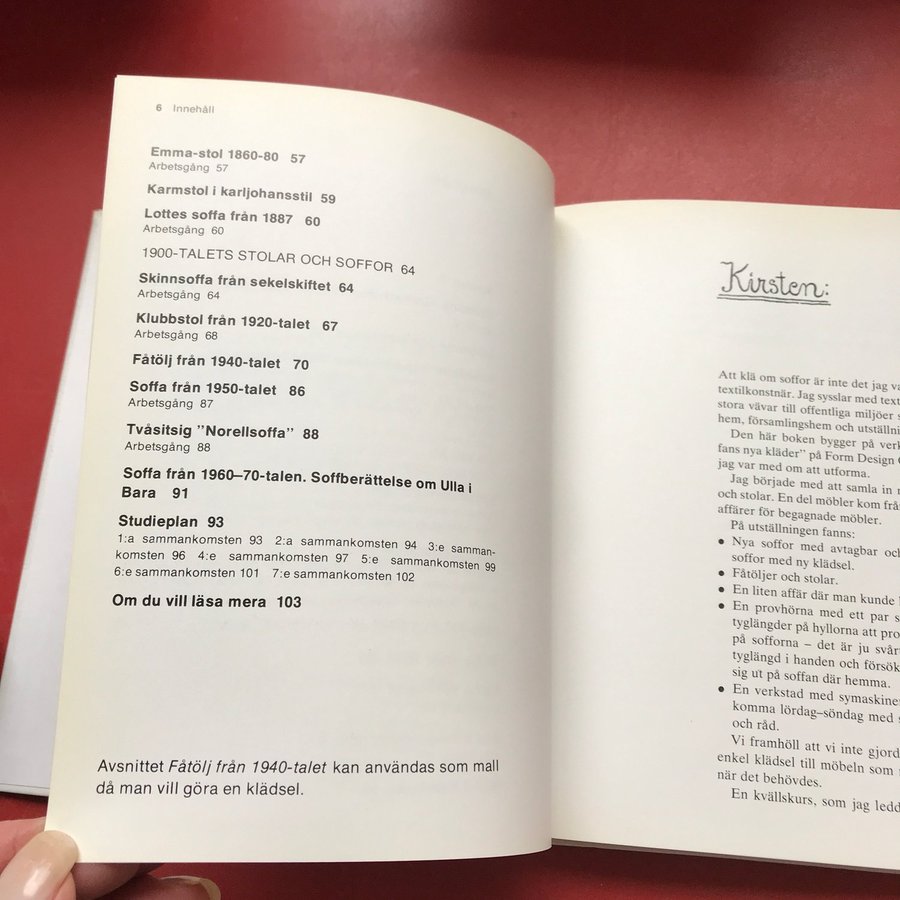 6 Innehåll
Emma-stol 1860-80 57
Arbetsgång 57
Karmstol i karljohansstil 59
Lottes soffa från 1887 60
Arbetsgång 60
1900-TALETS STOLAR OCH SOFFOR 64
Skinnsoffa från sekelskiftet 64
Arbetsgång 64
Klubbstol från 1920-talet 67
Arbetsgång 68
Fåtölj från 1940-talet 70
Soffa från 1950-talet 86
Arbetsgång 87
Tvåsitsig "Norellsoffa" 88
Arbetsgång 88
Soffa från 1960–70-talen. Soffberättelse om Ulla i
Bara 91
Studieplan 93
1:a sammankomsten 93 2:a sammankomsten 94 3:e samman-
komsten 96 4:e sammankomsten 97 5:e sammankomsten 99
6:e sammankomsten 101 7:e sammankomsten 102
Om du vill läsa mera 103
Avsnittet Fåtölj från 1940-talet kan användas som mall
då man vill göra en klädsel.
Kirsten:
Att klä om soffor är inte det jag
textilkonstnär. Jag sysslar med
stora vävar till offentliga miljöer
hem, församlingshem och
Den här boken bygger på
fans nya kläder" på Form Design
jag var med om att utforma.
Jag började med att samla in
och stolar. En del möbler kom
affärer för begagnade möbler.
På utställningen fanns:
• Nya soffor med avtagbar och
soffor med ny klädsel.
• Fåtöljer och stolar.
• En liten affär där man kunde
• En provhörna med ett par
tyglängder på hyllorna att
på sofforna – det är ju
tyglängd i handen och
sig ut på soffan där hemma.
• En verkstad med
komma lördag–söndag med
och råd.
Vi framhöll att vi inte
enkel klädsel till möbeln som
när det behövdes.
En kvällskurs, som jag